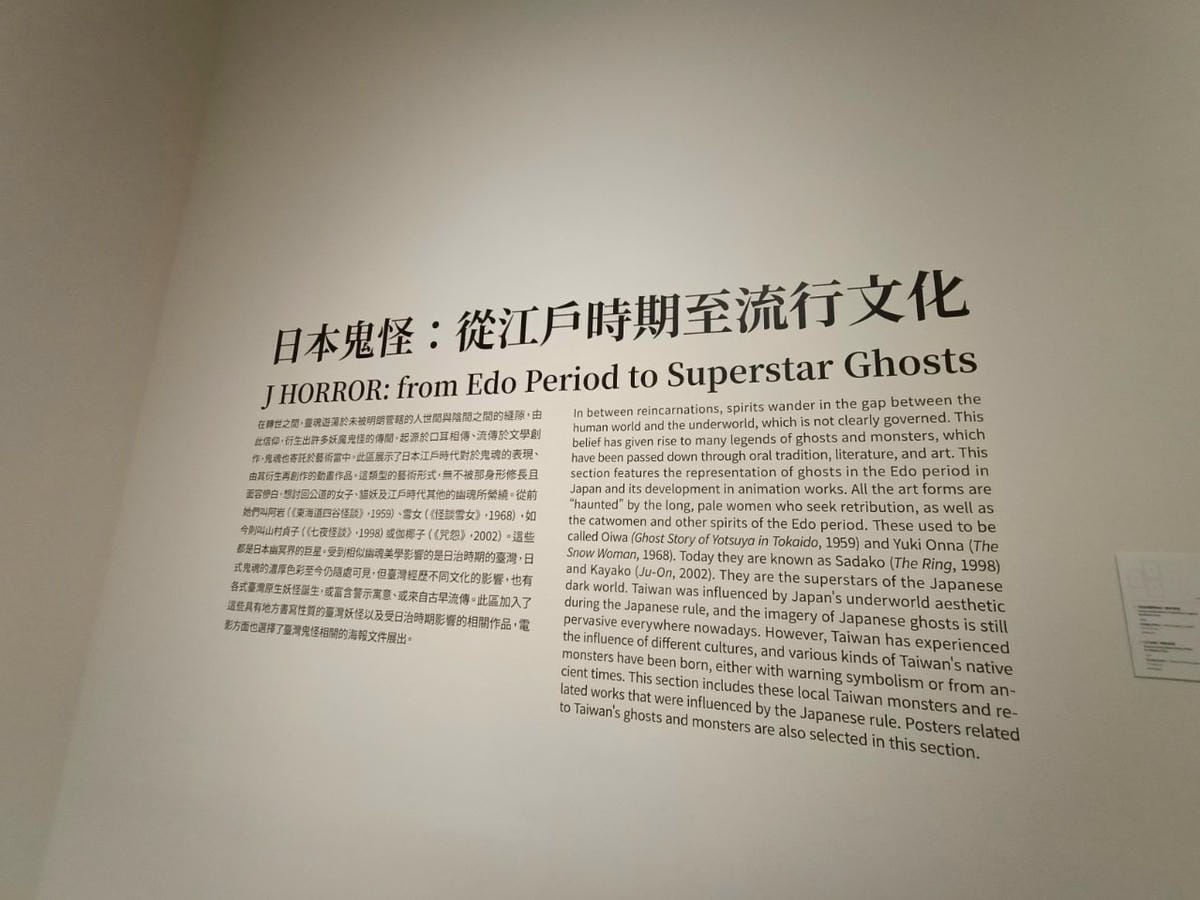 日本鬼怪：從江戶時期至流行文化
J HORROR: from Edo Period to Superstar Ghosts
在轉世之間，靈魂遊蕩於未被明朗管轄的人世間與陰間之間的縫隙，由
此信仰，衍生出許多妖魔鬼怪的傳聞，起源於口耳相傳、流傳於文學創
作，鬼魂也寄託於藝術當中。此區展示了日本江戶時代對於鬼魂的表現、
由其衍生再創作的動畫作品。這類型的藝術形式，無不被那身形修長且
面容慘白，想討回公道的女子、貓妖及江戶時代其他的幽魂所縈繞。從前
她們叫阿岩（《東海道四谷怪談》，1959）、雪女（《怪談雪女》，1968），如
今則叫山村貞子（《七夜怪談》，1998）或伽椰子（《咒怨》，2002）。這些
都是日本幽冥界的巨星。受到相似幽魂美學影響的是日治時期的臺灣，日
式鬼魂的濃厚色彩至今仍隨處可見，但臺灣經歷不同文化的影響，也有
各式臺灣原生妖怪誕生，或富含警示寓意、或來自古早流傳。此區加入了
這些具有地方書寫性質的臺灣妖怪以及受日治時期影響的相關作品，電
影方面也選擇了臺灣鬼怪相關的海報文件展出。
In between reincarnations, spirits wander in the gap between the
human world and the underworld, which is not clearly governed. This
belief has given rise to many legends of ghosts and monsters, which
have been passed down through oral tradition, literature, and art. This
section features the representation of ghosts in the Edo period in
Japan and its development in animation works. All the art forms are
“haunted” by the long, pale women who seek retribution, as well as
the catwomen and other spirits of the Edo period. These used to be
called Oiwa (Ghost Story of Yotsuya in Tokaido, 1959) and Yuki Onna (The
Snow Woman, 1968). Today they are known as Sadako (The Ring, 1998)
and Kayako (Ju-On, 2002). They are the superstars of the Japanese
dark world. Taiwan was influenced by Japan's underworld aesthetic
during the Japanese rule, and the imagery of Japanese ghosts is still
pervasive everywhere nowadays. However, Taiwan has experienced
the influence of different cultures, and various kinds of Taiwan's native
monsters have been born, either with warning symbolism or from an-
cient times. This section includes these local Taiwan monsters and re-
lated works that were influenced by the Japanese rule. Posters related
to Taiwan's ghosts and monsters are also selected in this section.